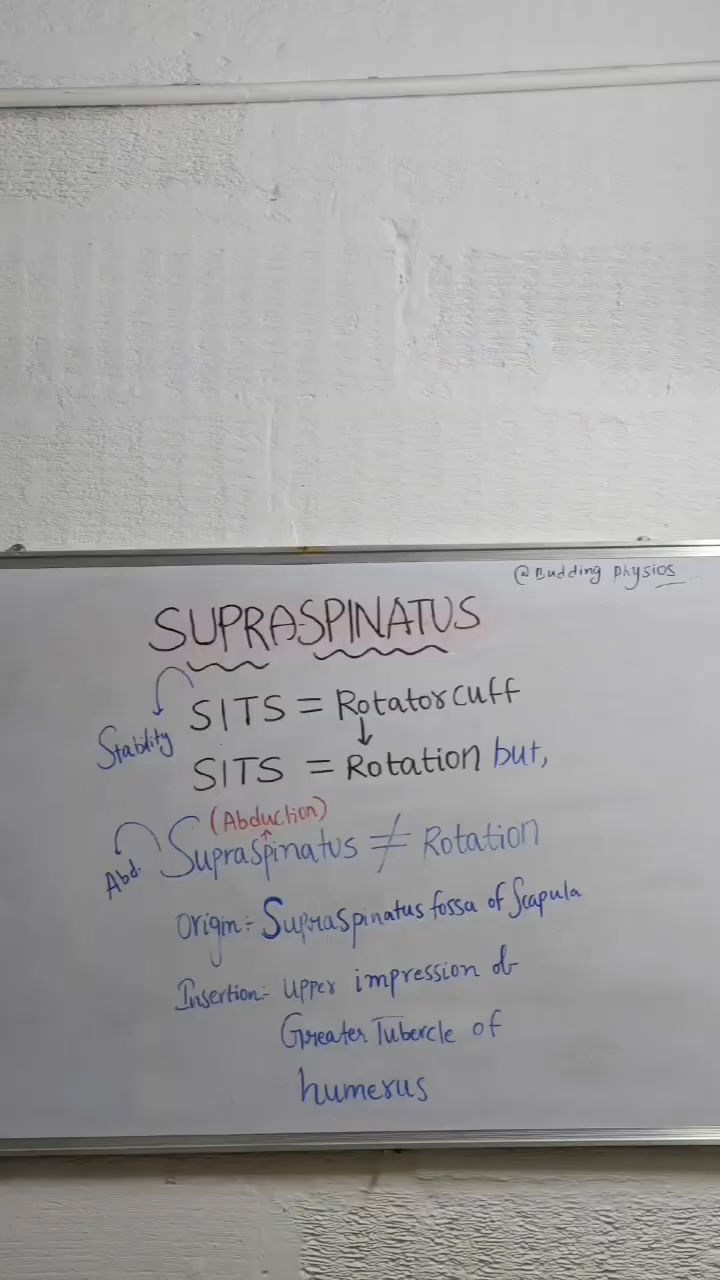 @Budding Physios
SUPRASPINATUS
SITS = Rotator cuff
Stability
SITS = Rotation but,
(Abduction)
Supraspinatus ≠ Rotation
Abd.
Origin:- Supraspinatus fossa of Scapula
Insertion:- Upper impression of
Greater Tubercle of
humerus